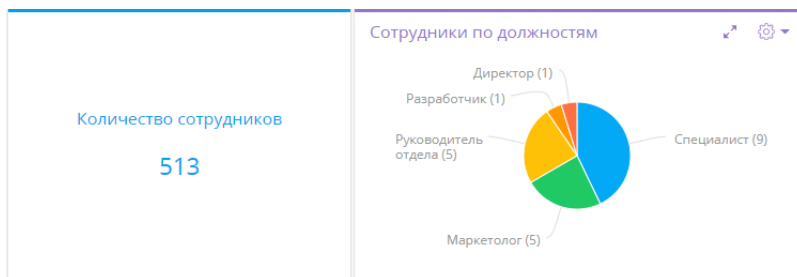 Количество сотрудников
513
Сотрудники по должностям
Директор (1)
Разработчик (1)
Руководитель
отдела (5)
Специалист (9)
Маркетолог (5)